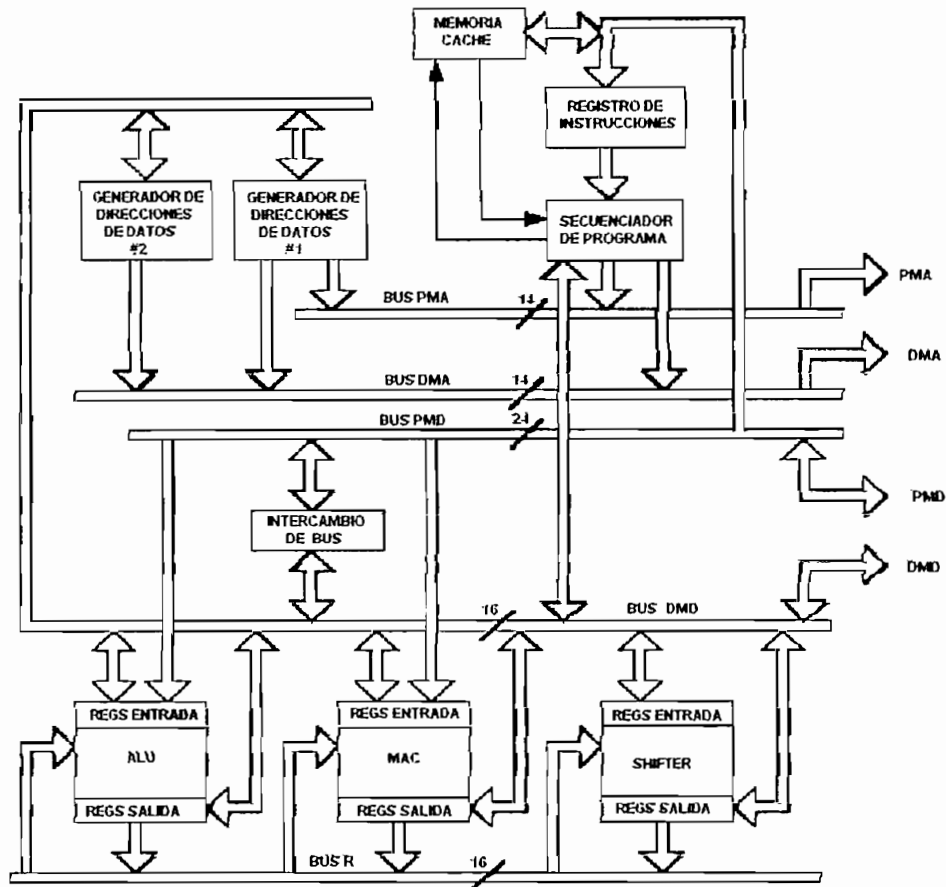 MEMORIA
CACHE
REGISTRO DE
INSTRUCCIONES
GENERADOR DE
DIRECCIONES
DE DATOS
#2
GENERADOR DE
DIRECCIONES
DE DATOS
#1
SECUENCIADOR
DE PROGRAMA
BUS PMA
14
PMA
BUS DMA
14
DMA
BUS PMD
24
PMD
INTERCAMBIO
DE BUS
DMD
16
BUS DMD
REGS ENTRADA
ALU
REGS SALIDA
REGS ENTRADA
MAC
REGS SALIDA
REGS ENTRADA
SHIFTER
REGS SALIDA
BUS R
16